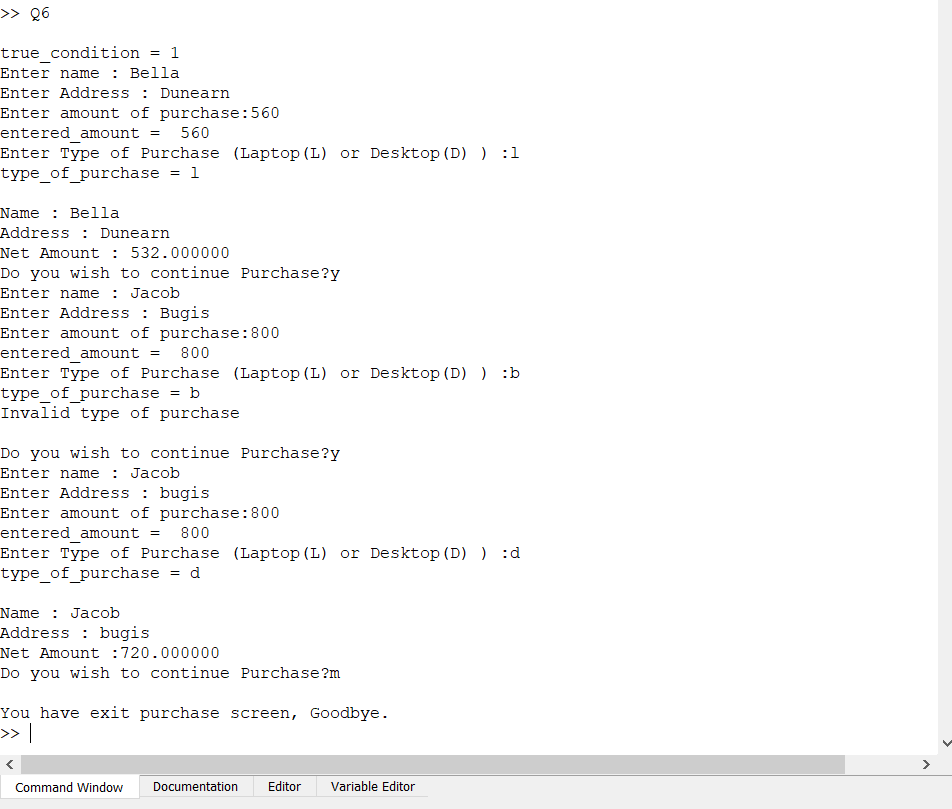 >> Q6
true_condition = 1
Enter name : Bella
Enter Address : Dunearn
Enter amount of purchase:560
entered_amount =  560
Enter Type of Purchase (Laptop(L) or Desktop(D) ) :l
type_of_purchase = l
Name : Bella
Address : Dunearn
Net Amount : 532.000000
Do you wish to continue Purchase?y
Enter name : Jacob
Enter Address : Bugis
Enter amount of purchase:800
entered_amount =  800
Enter Type of Purchase (Laptop(L) or Desktop(D) ) :b
type_of_purchase = b
Invalid type of purchase
Do you wish to continue Purchase?y
Enter name : Jacob
Enter Address : bugis
Enter amount of purchase:800
entered_amount =  800
Enter Type of Purchase (Laptop(L) or Desktop(D) ) :d
type_of_purchase = d
Name : Jacob
Address : bugis
Net Amount :720.000000
Do you wish to continue Purchase?m
You have exit purchase screen, Goodbye.
>>
Command Window Documentation Editor Variable Editor